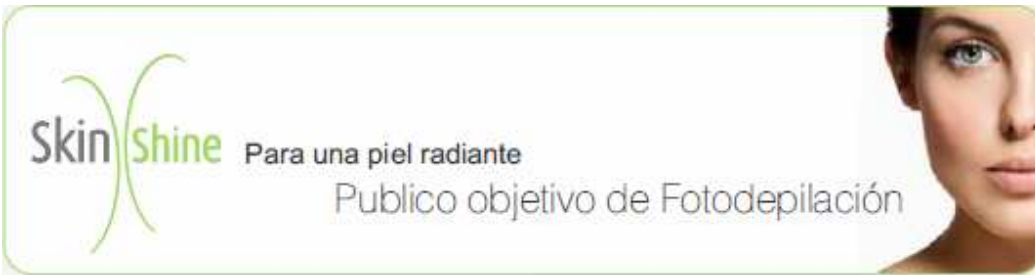 Skin Shine
Para una piel radiante
Publico objetivo de Fotodepilación